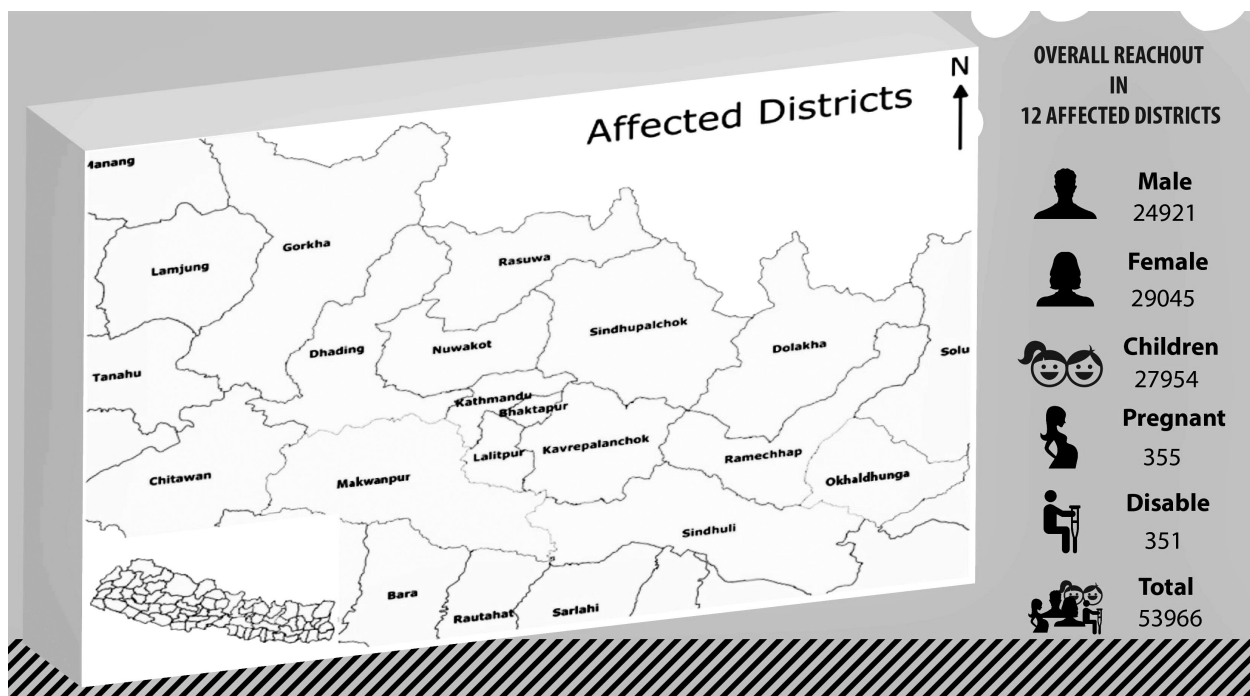 Affected Districts
N
Manang
Lamjung
Gorkha
Rasuwa
Tanahu
Dhading
Nuwakot
Sindhupalchok
Dolakha
Solu
Kathmandu
Bhaktapur
Lalitpur
Kavrepalanchok
Ramechhap
Okhaldhunga
Chitawan
Makwanpur
Sindhuli
Bara
Rautahat
Sarlahi
OVERALL REACHOUT
IN
12 AFFECTED DISTRICTS
Male
24921
Female
29045
Children
27954
Pregnant
355
Disable
351
Total
53966